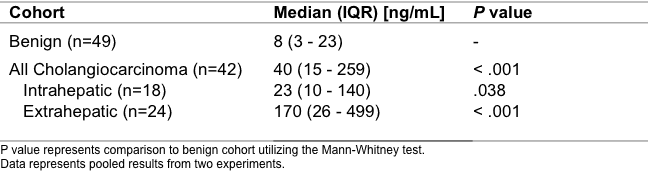 Cohort Median (IQR) [ng/mL] P value
Benign (n=49) 8 (3 - 23) -
All Cholangiocarcinoma (n=42) 40 (15 - 259) < .001
Intrahepatic (n=18) 23 (10 - 140) .038
Extrahepatic (n=24) 170 (26 - 499) < .001
P value represents comparison to benign cohort utilizing the Mann-Whitney test.
Data represents pooled results from two experiments.